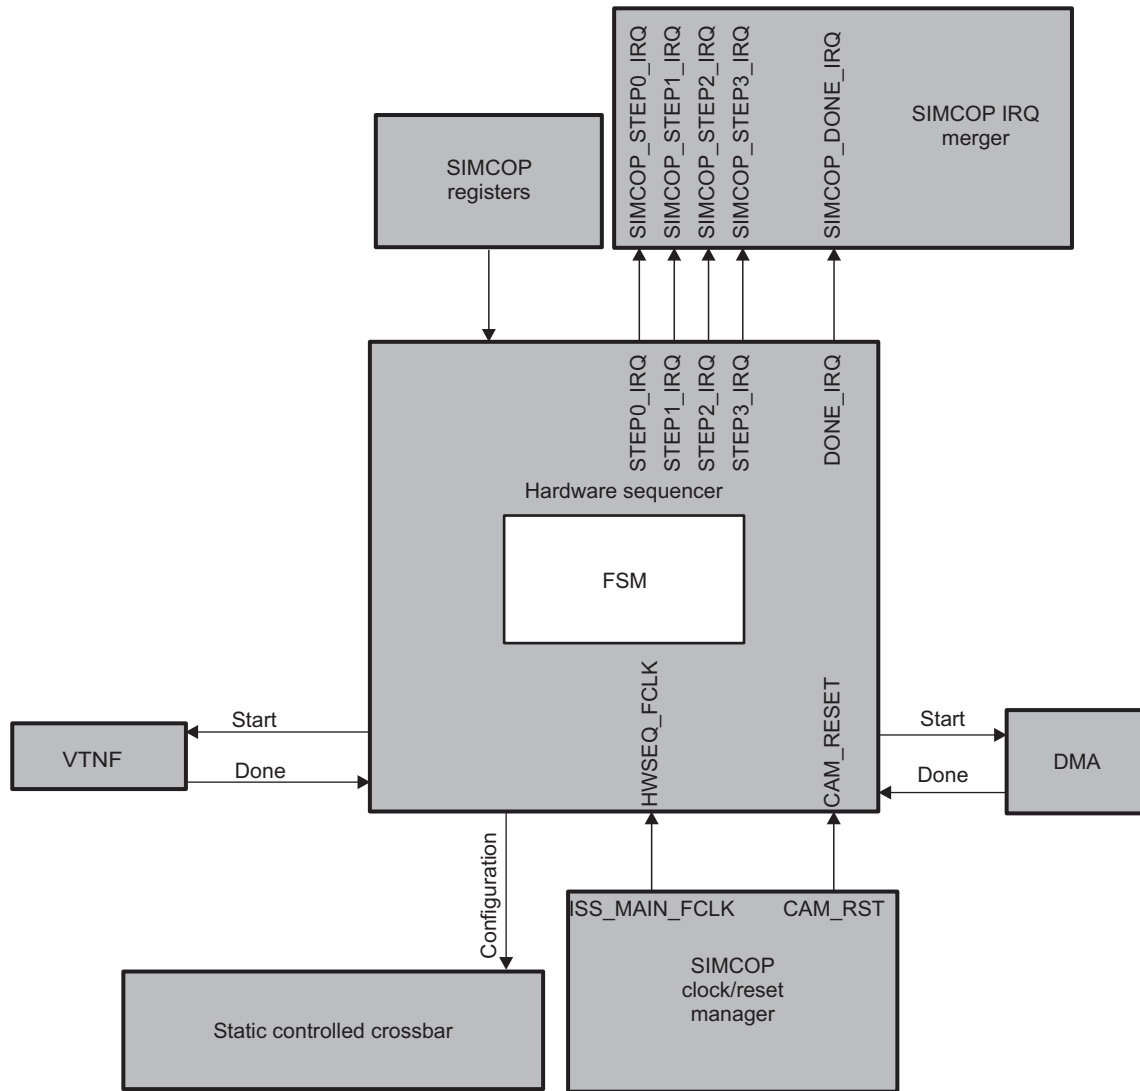 SIMCOP_STEP0_IRQ
SIMCOP_STEP1_IRQ
SIMCOP_STEP2_IRQ
SIMCOP_STEP3_IRQ
SIMCOP_DONE_IRQ
SIMCOP IRQ
merger
SIMCOP
registers
STEP0_IRQ
STEP1_IRQ
STEP2_IRQ
STEP3_IRQ
DONE_IRQ
Hardware sequencer
FSM
HWSEQ_FCLK
CAM_RESET
Start
VTNF
Done
Start
DMA
Done
Configuration
ISS_MAIN_FCLK
CAM_RST
SIMCOP
clock/reset
manager
Static controlled crossbar